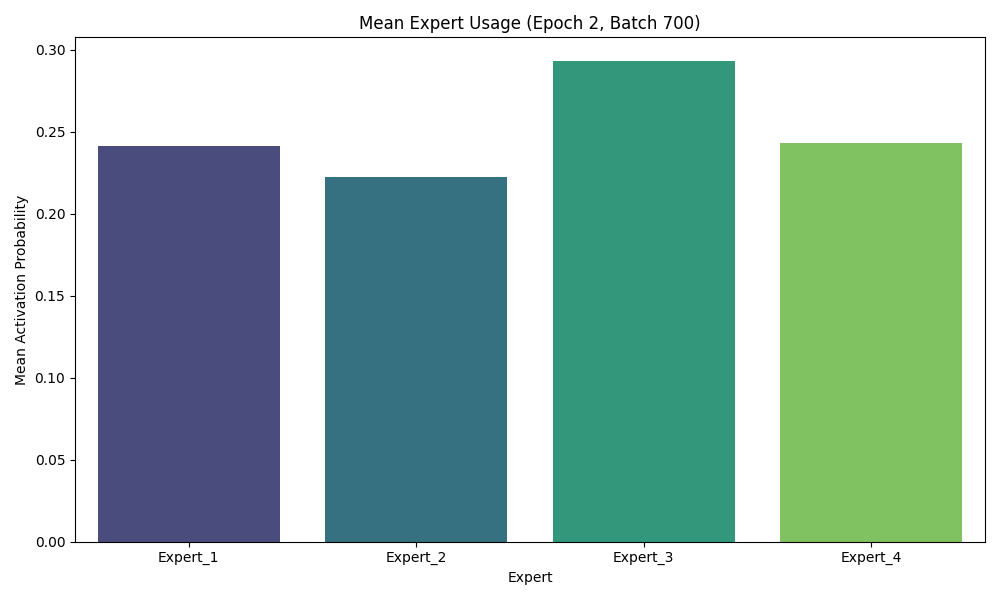 Mean Expert Usage (Epoch 2, Batch 700)
Mean Activation Probability
0.30
0.25
0.20
0.15
0.10
0.05
0.00
Expert_1 Expert_2 Expert_3 Expert_4
Expert